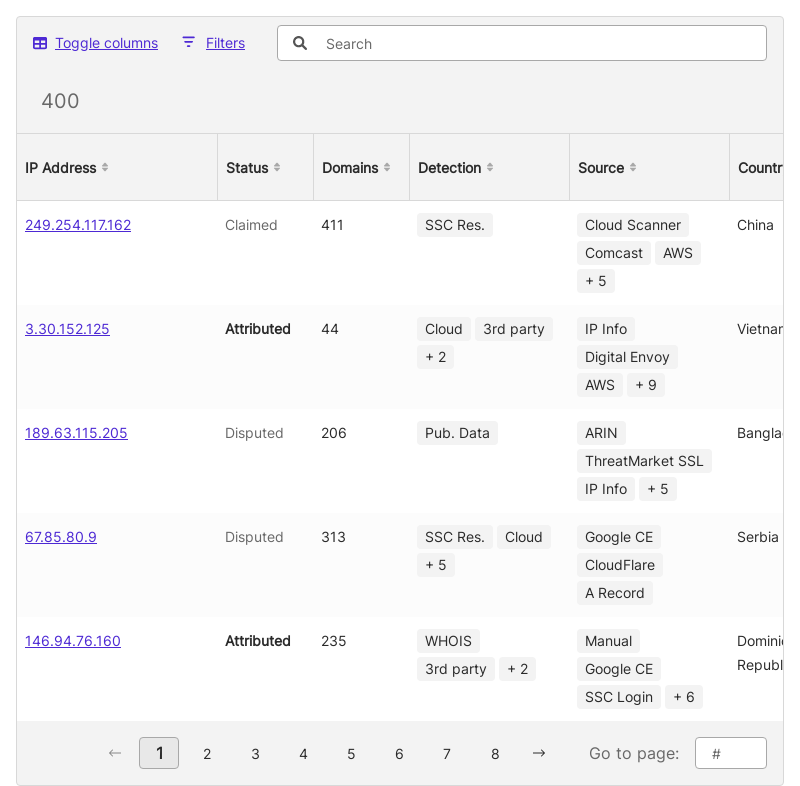 Toggle columns Filters Search
400
IP Address Status Domains Detection Source Countr
249.254.117.162 Claimed 411 SSC Res. Cloud Scanner China
Comcast AWS
+ 5
3.30.152.125 Attributed 44 Cloud 3rd party IP Info Vietnar
+ 2 Digital Envoy
AWS + 9
189.63.115.205 Disputed 206 Pub. Data ARIN Bangla
ThreatMarket SSL
IP Info + 5
67.85.80.9 Disputed 313 SSC Res. Cloud Google CE Serbia
+ 5 CloudFlare
A Record
146.94.76.160 Attributed 235 WHOIS Manual Domini
3rd party + 2 Google CE Republ
SSC Login + 6
← 1 2 3 4 5 6 7 8 → Go to page: #